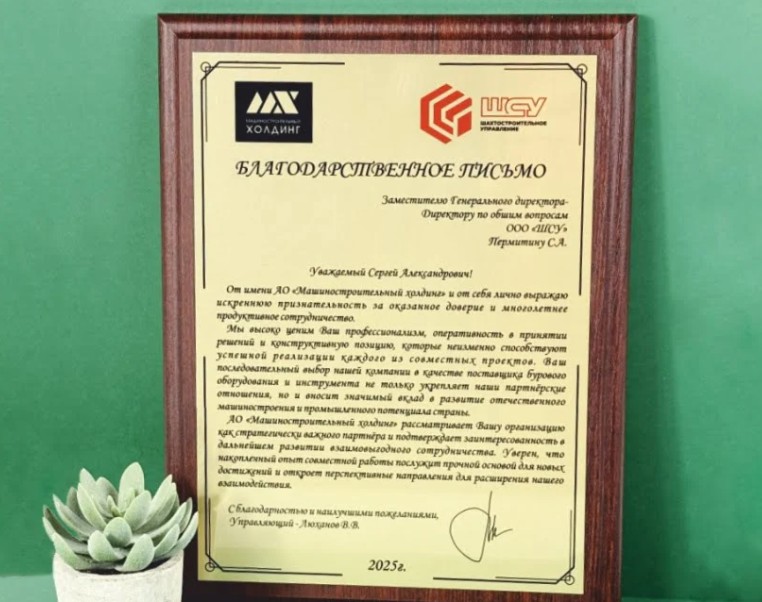 МАШИНОСТРОИТЕЛЬНЫЙ
ХОЛДИНГ
ШСУ
ШАХТОСТРОИТЕЛЬНОЕ
УПРАВЛЕНИЕ
БЛАГОДАРСТВЕННОЕ ПИСЬМО
Заместителю Генерального директора-
Директору по общим вопросам
ООО «ШСУ»
Пермитину С.А.
Уважаемый Сергей Александрович!
От имени АО «Машиностроительный холдинг» и от себя лично выражаю
искреннюю признательность за оказанное доверие и многолетнее
продуктивное сотрудничество.
Мы высоко ценим Ваш профессионализм, оперативность в принятии
решений и конструктивную позицию, которые неизменно способствуют
успешной реализации каждого из совместных проектов. Ваш
последовательный выбор нашей компании в качестве поставщика бурового
оборудования и инструмента не только укрепляет наши партнёрские
отношения, но и вносит значимый вклад в развитие отечественного
машиностроения и промышленного потенциала страны.
АО «Машиностроительный холдинг» рассматривает Вашу организацию
как стратегически важного партнёра и подтверждает заинтересованность в
дальнейшем развитии взаимовыгодного сотрудничества. Уверен, что
накопленный опыт совместной работы послужит прочной основой для новых
достижений и откроет перспективные направления для расширения нашего
взаимодействия.
С благодарностью и наилучшими пожеланиями,
Управляющий - Люханов В.В.
2025г.